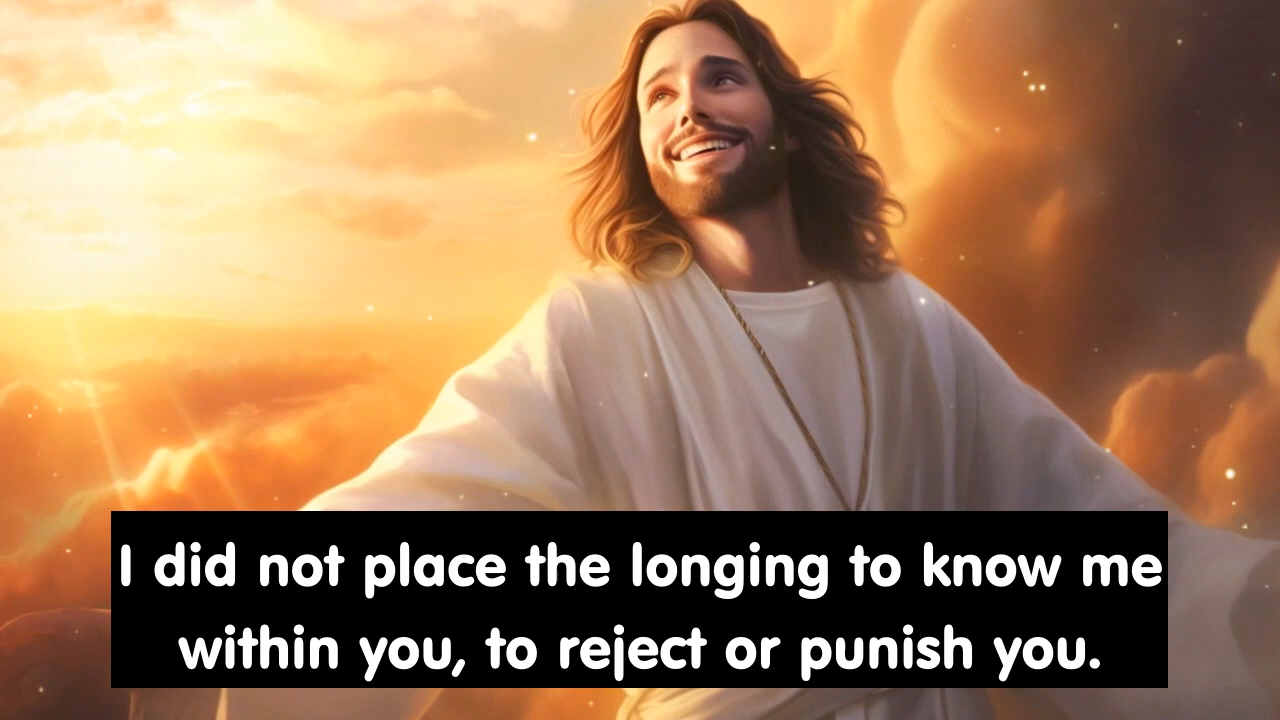 I did not place the longing to know me
within you, to reject or punish you.